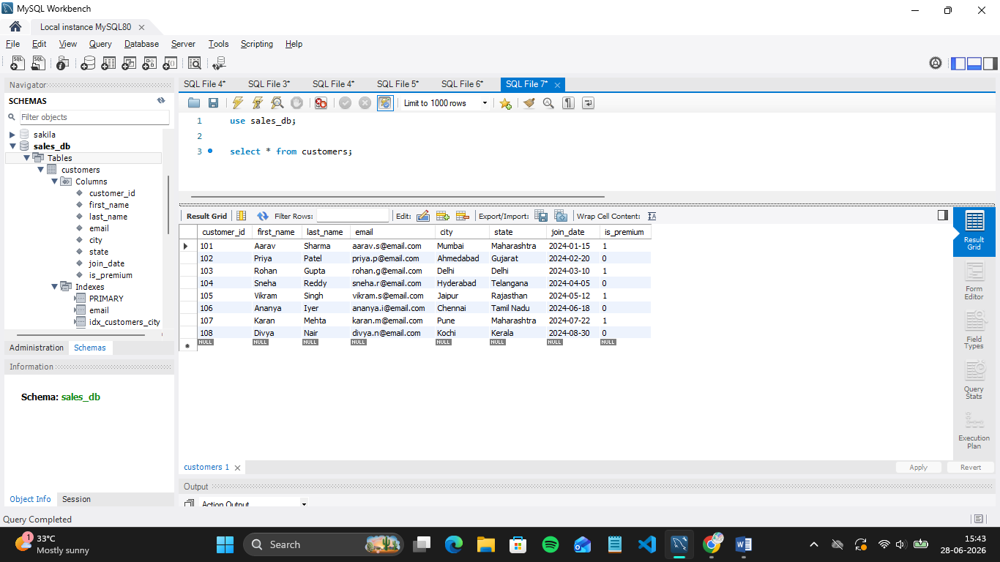 MySQL Workbench
Local instance MySQL80
File Edit View Query Database Server Tools Scripting Help
Navigator
SCHEMAS
Filter objects
sakila
sales_db
Tables
customers
Columns
customer_id
first_name
last_name
email
city
state
join_date
is_premium
Indexes
PRIMARY
email
idx_customers_city
Administration Schemas
Information
Schema: sales_db
Object Info Session
SQL File 4* SQL File 3* SQL File 4* SQL File 5* SQL File 6* SQL File 7*
Limit to 1000 rows
1 use sales_db;
2
3 select * from customers;
Result Grid Filter Rows: Edit: Export/Import: Wrap Cell Content:
customer_id first_name last_name email city state join_date is_premium
101 Aarav Sharma aarav.s@email.com Mumbai Maharashtra 2024-01-15 1
102 Priya Patel priya.p@email.com Ahmedabad Gujarat 2024-02-20 0
103 Rohan Gupta rohan.g@email.com Delhi Delhi 2024-03-10 1
104 Sneha Reddy sneha.r@email.com Hyderabad Telangana 2024-04-05 0
105 Vikram Singh vikram.s@email.com Jaipur Rajasthan 2024-05-12 1
106 Ananya Iyer ananya.i@email.com Chennai Tamil Nadu 2024-06-18 0
107 Karan Mehta karan.m@email.com Pune Maharashtra 2024-07-22 1
108 Divya Nair divya.n@email.com Kochi Kerala 2024-08-30 0
NULL NULL NULL NULL NULL NULL NULL NULL
Result
Grid
Form
Editor
Field
Types
Query
Stats
Execution
Plan
customers 1
Apply Revert
Output
Action Output
Query Completed
1
33°C
Mostly sunny
Search
15:43
28-06-2026